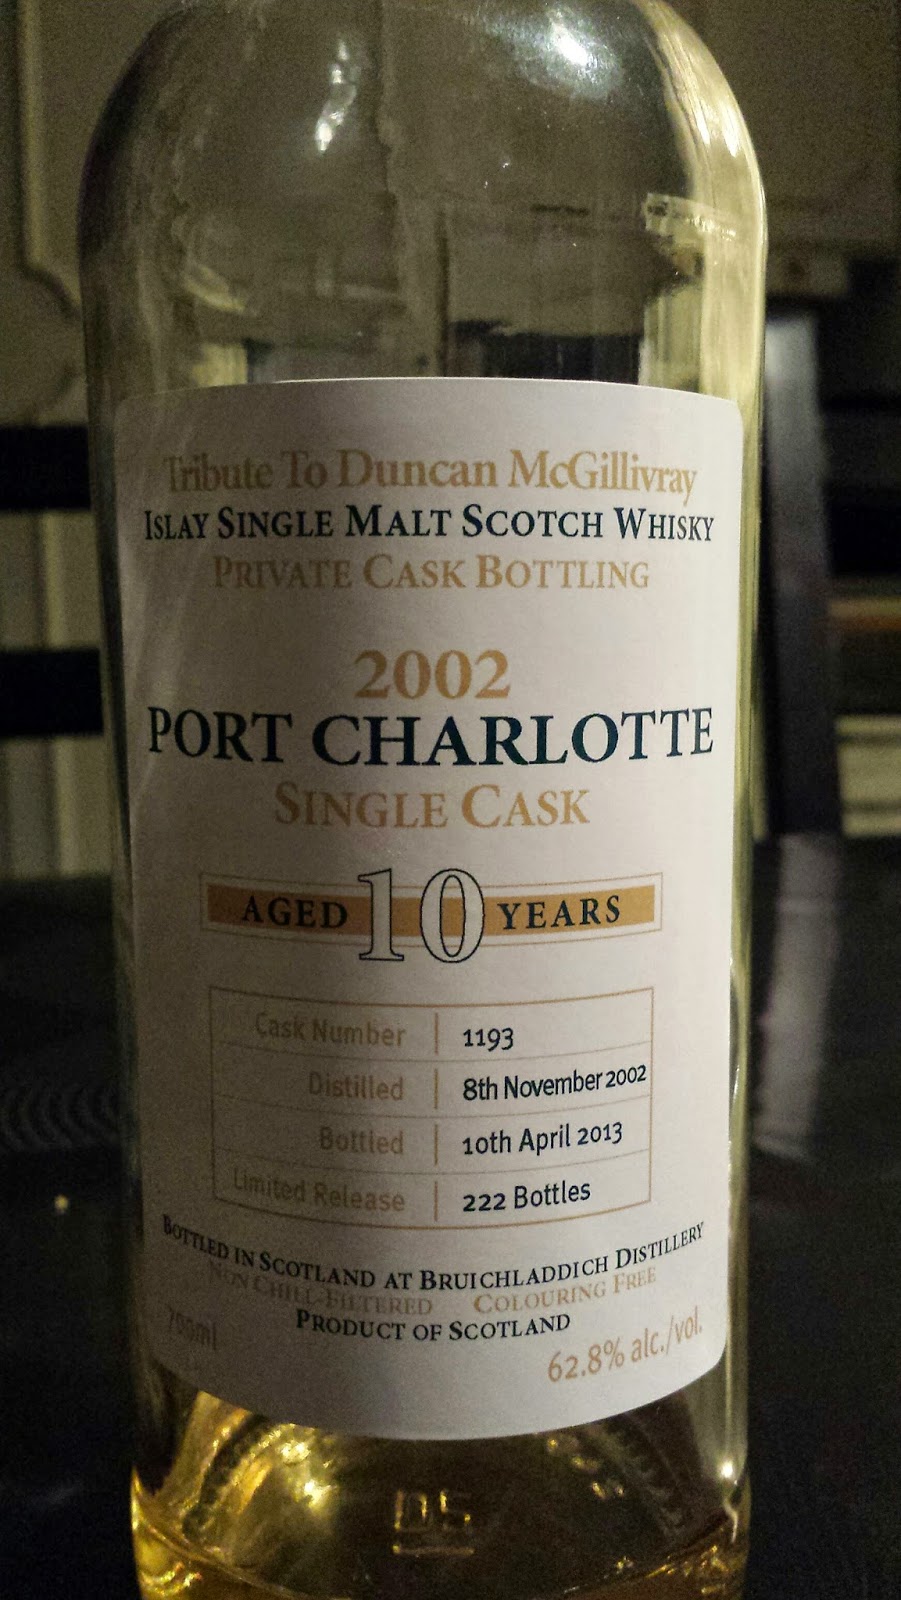 Tribute To Duncan McGillivray
ISLAY SINGLE MALT SCOTCH WHISKY
PRIVATE CASK BOTTLING
2002
PORT CHARLOTTE
SINGLE CASK
AGED 10 YEARS
Cask Number 1193
Distilled 8th November 2002
Bottled 10th April 2013
Limited Release 222 Bottles
BOTTLED IN SCOTLAND AT BRUICHLADDICH DISTILLERY
NON CHILL-FILTERED COLOURING FREE
PRODUCT OF SCOTLAND
700ml 62.8% alc./vol.
05